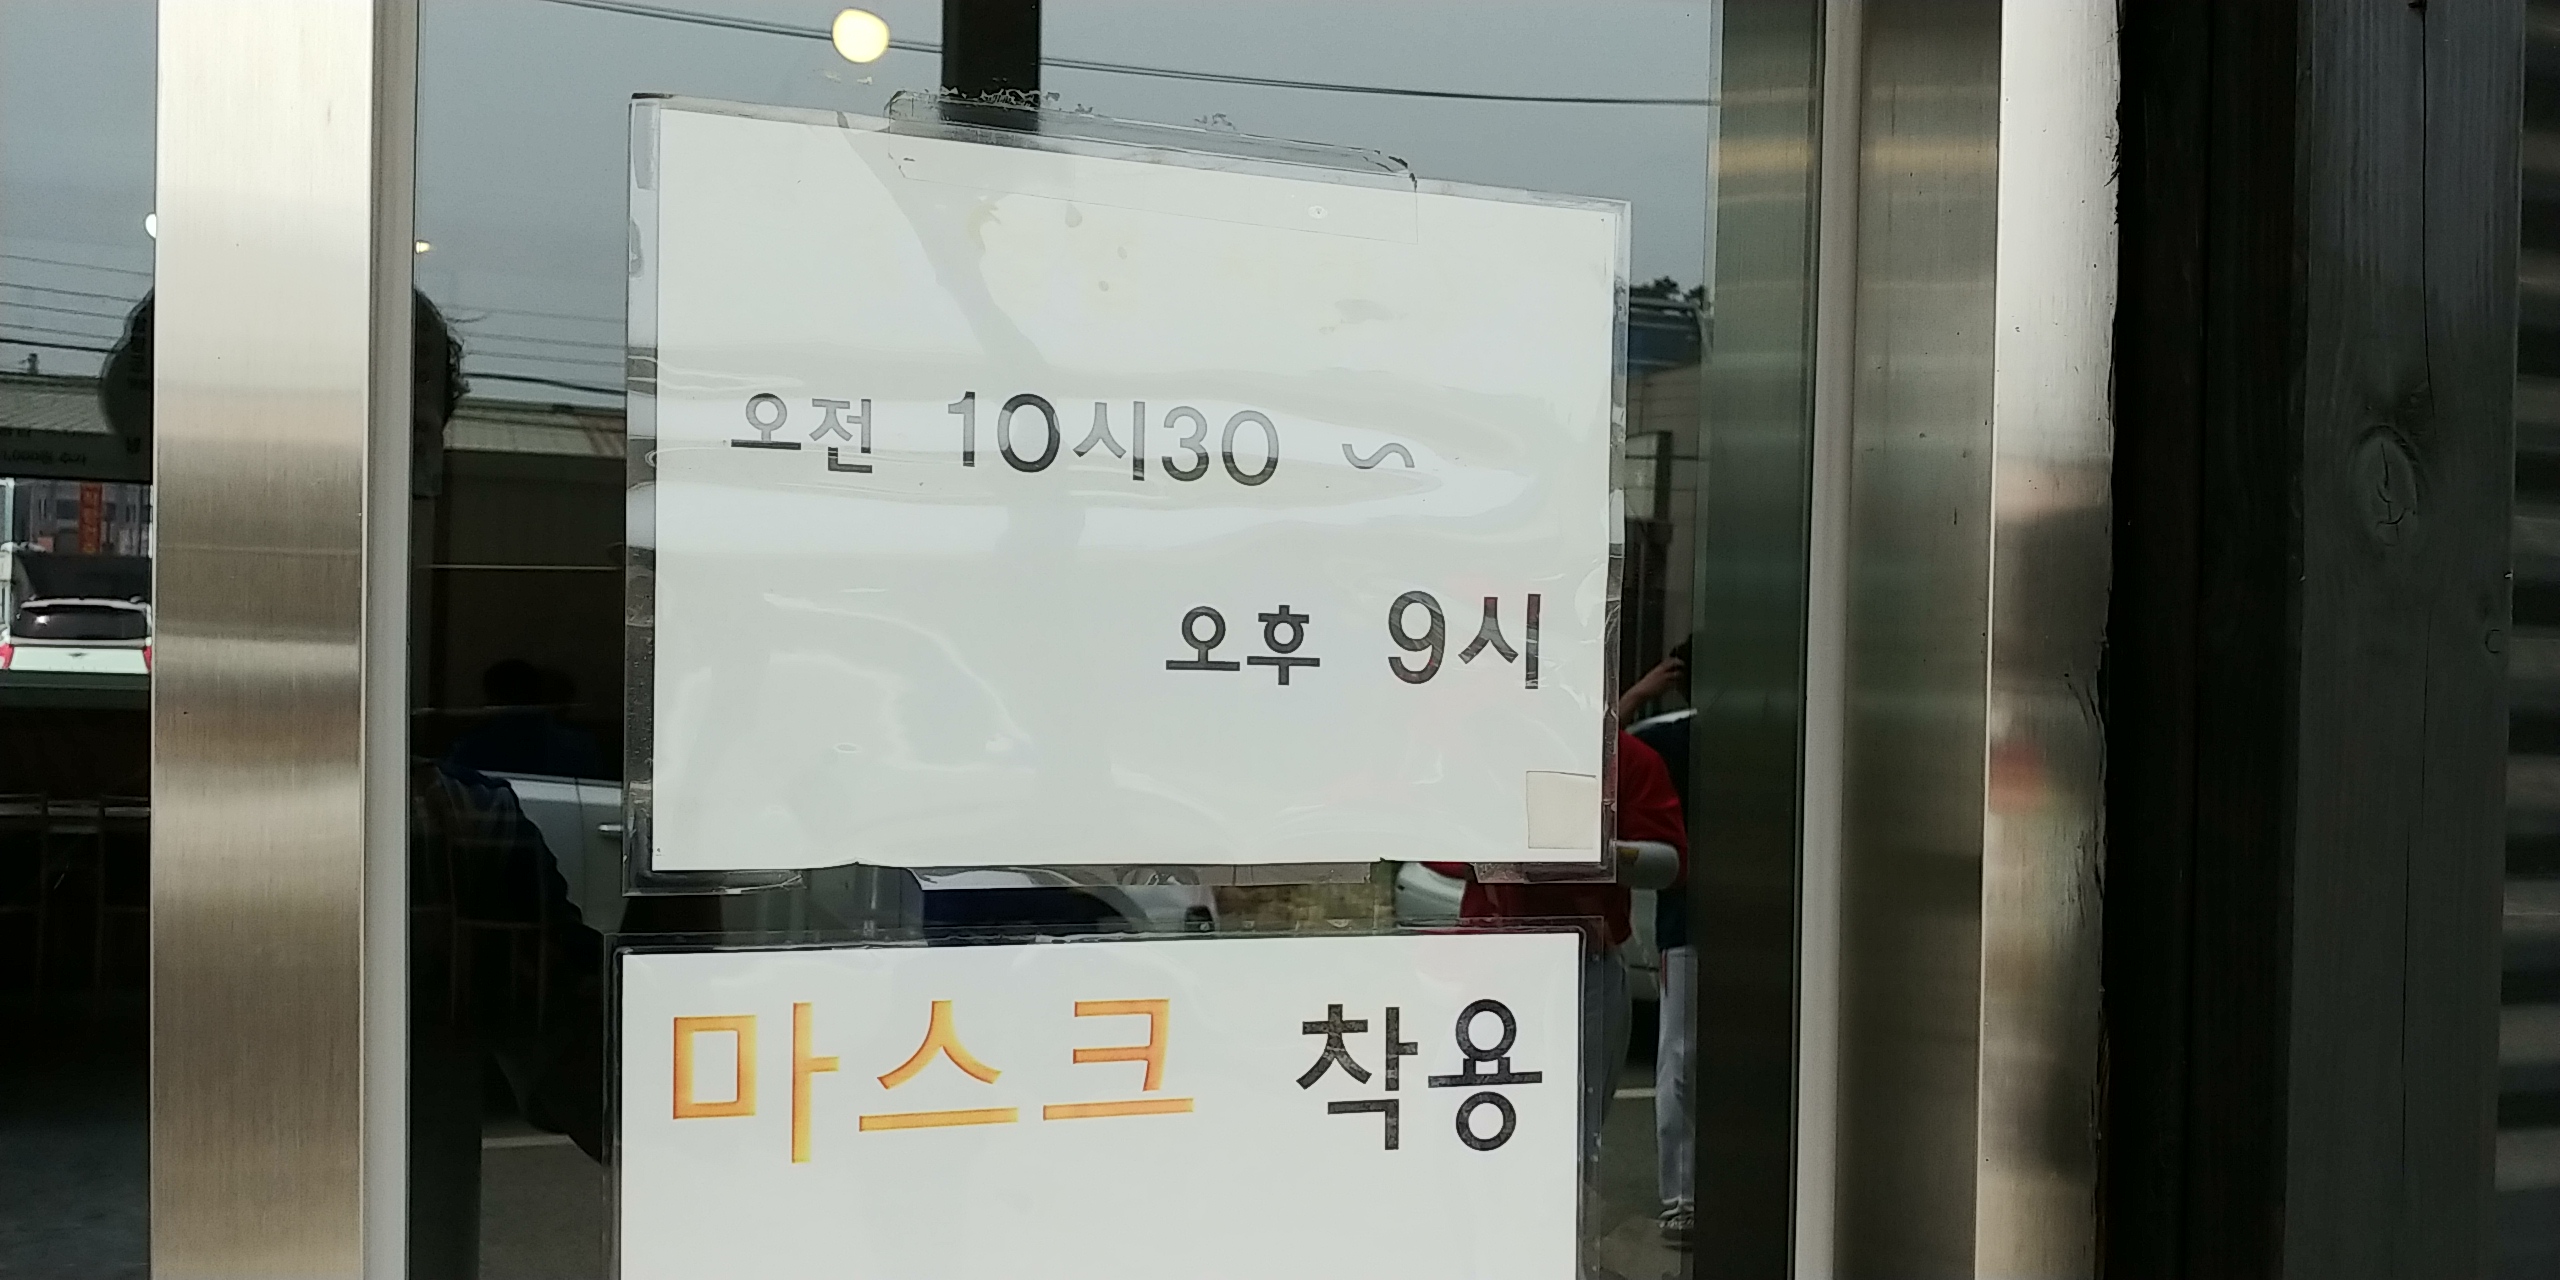 오전 10시30 ~
오후 9시
마스크 착용